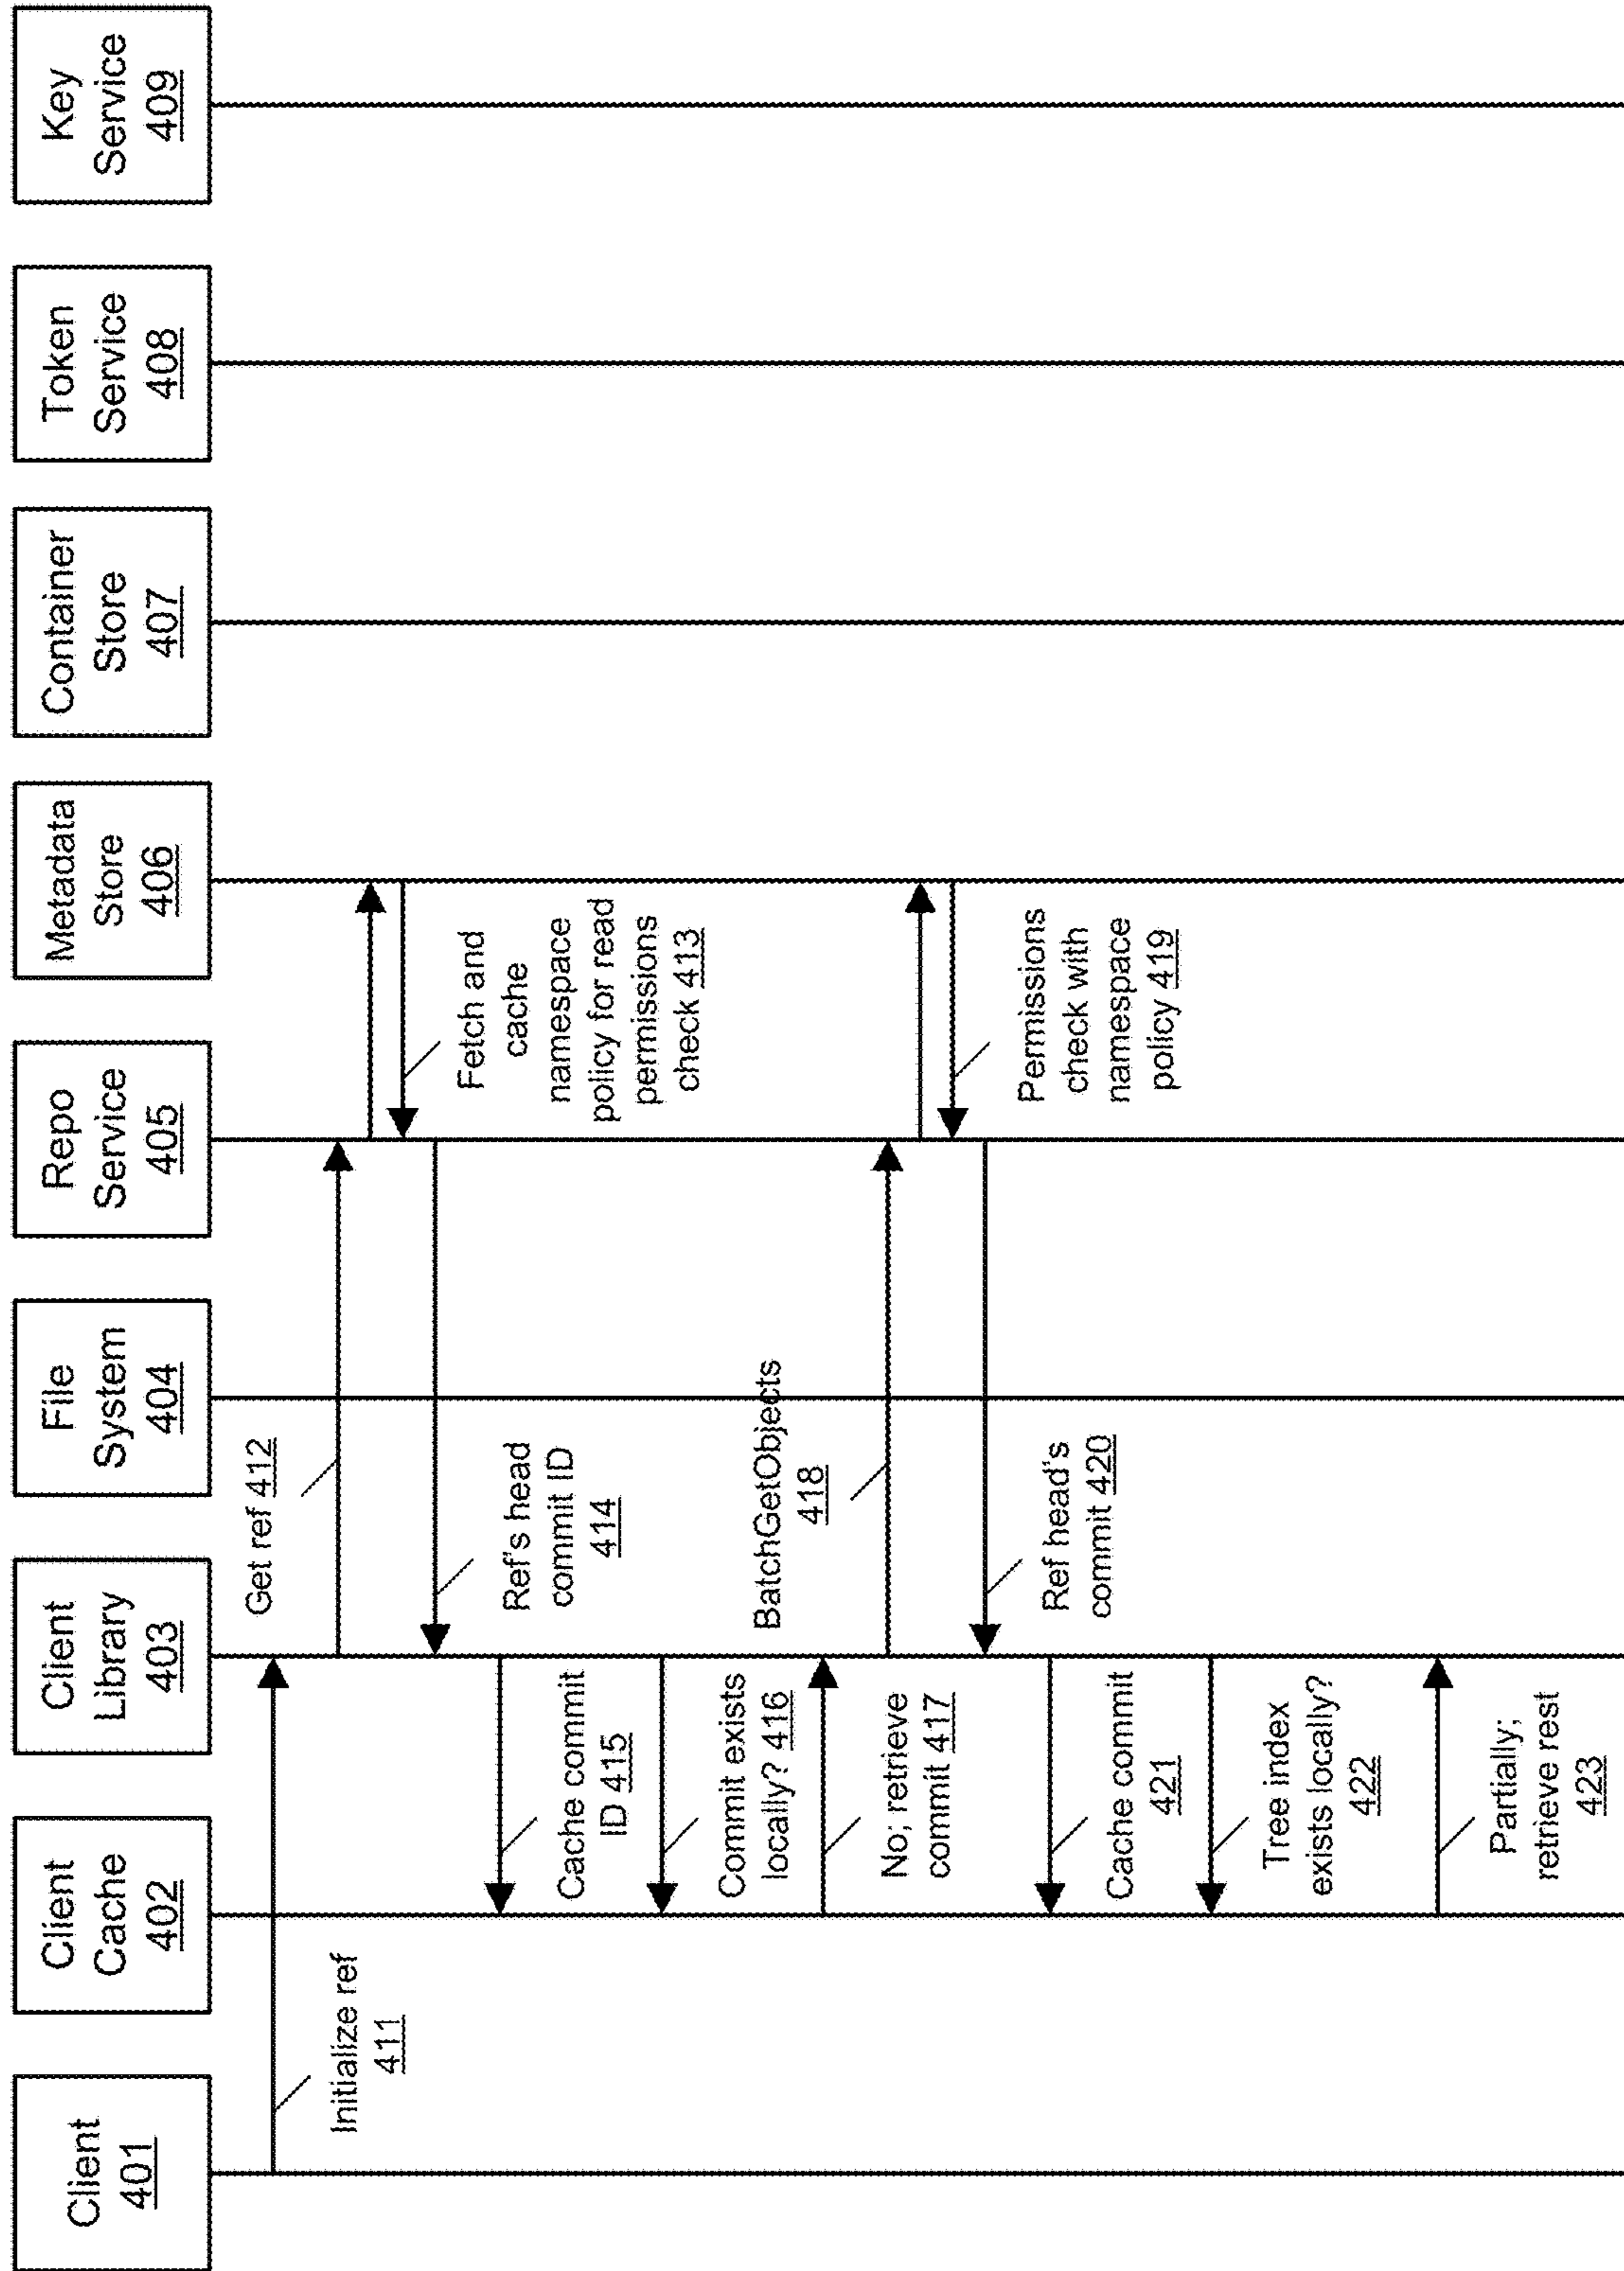 Client
401
Client
Cache
402
Client
Library
403
File
System
404
Repo
Service
405
Metadata
Store
406
Container
Store
407
Token
Service
408
Key
Service
409
Initialize ref
411
Get ref 412
Fetch and
cache
namespace
policy for read
permissions
check 413
Ref's head
commit ID
414
Cache commit
ID 415
Commit exists
locally? 416
No; retrieve
commit 417
BatchGetObjects
418
Permissions
check with
namespace
policy 419
Ref head's
commit 420
Cache commit
421
Tree index
exists locally?
422
Partially;
retrieve rest
423